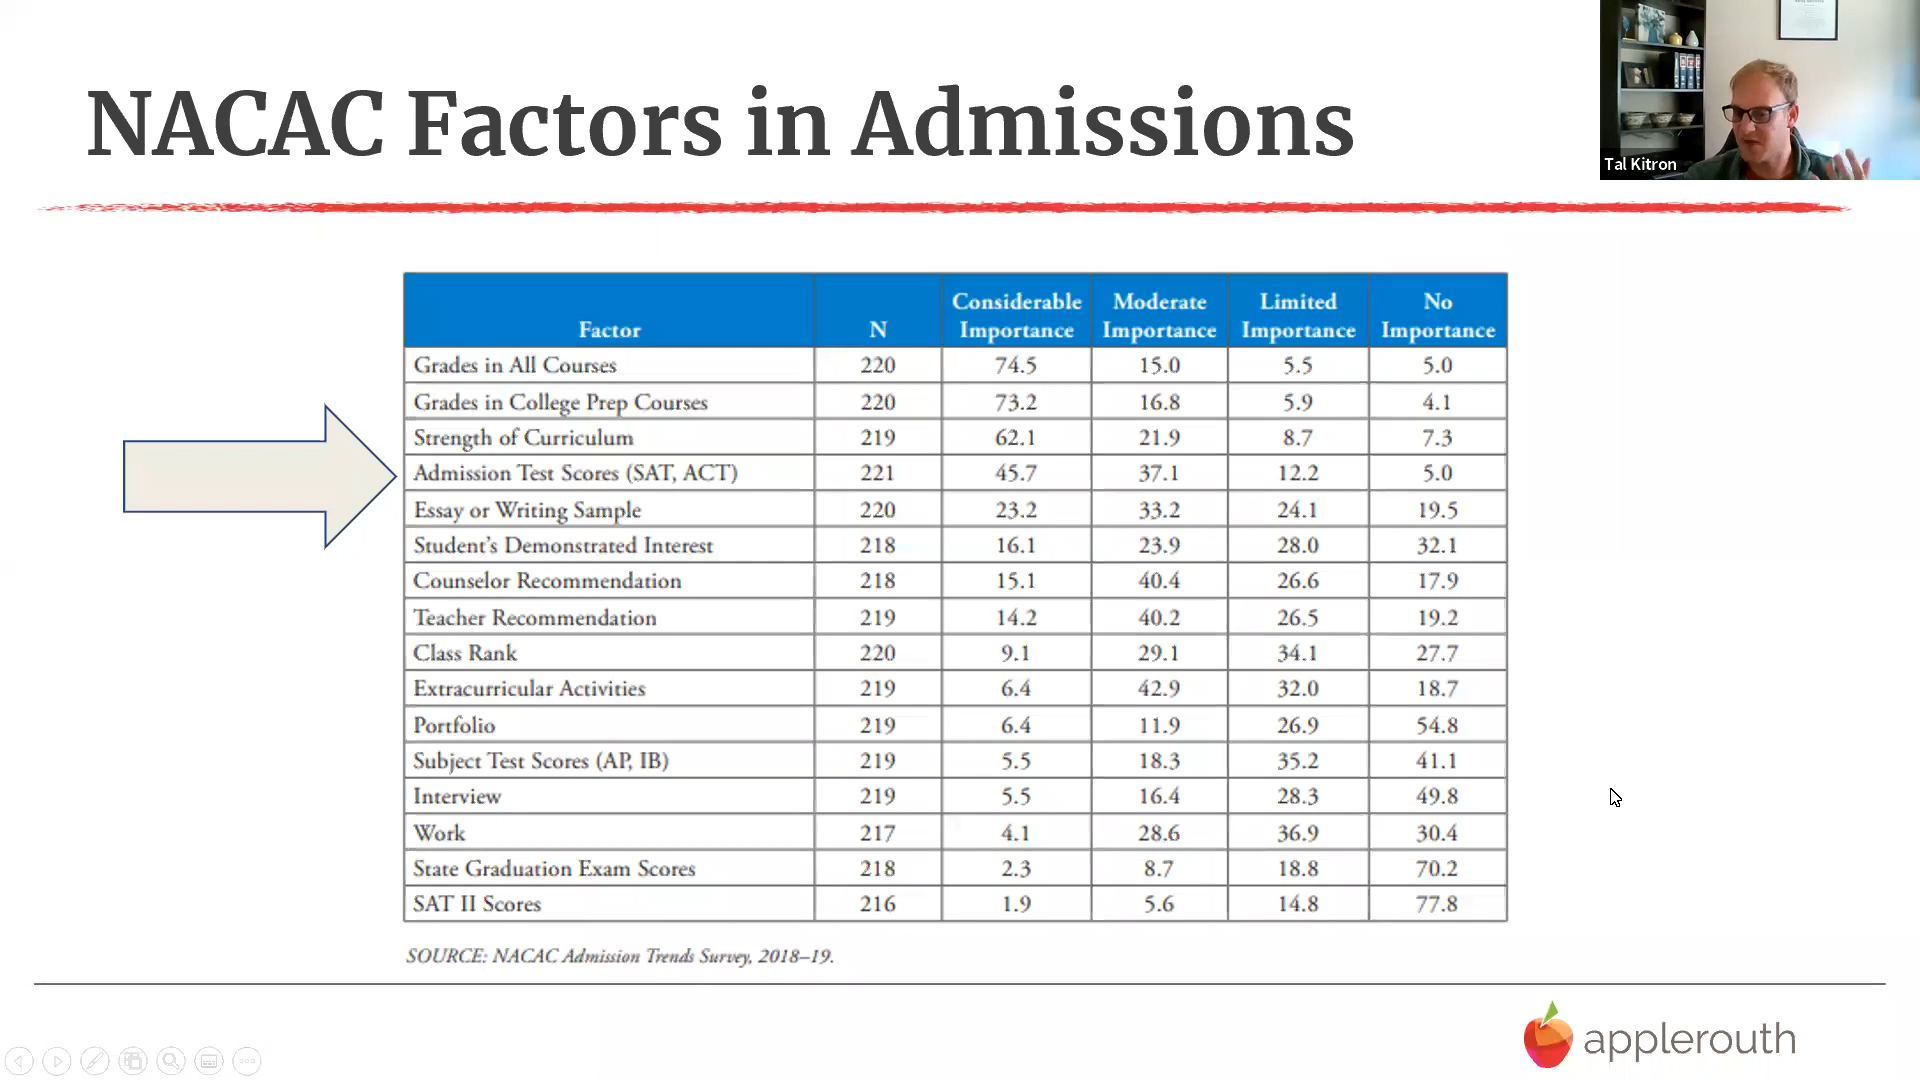 NACAC Factors in Admissions
Tal Kitron
Factor N Considerable Importance Moderate Importance Limited Importance No Importance
Grades in All Courses 220 74.5 15.0 5.5 5.0
Grades in College Prep Courses 220 73.2 16.8 5.9 4.1
Strength of Curriculum 219 62.1 21.9 8.7 7.3
Admission Test Scores (SAT, ACT) 221 45.7 37.1 12.2 5.0
Essay or Writing Sample 220 23.2 33.2 24.1 19.5
Student's Demonstrated Interest 218 16.1 23.9 28.0 32.1
Counselor Recommendation 218 15.1 40.4 26.6 17.9
Teacher Recommendation 219 14.2 40.2 26.5 19.2
Class Rank 220 9.1 29.1 34.1 27.7
Extracurricular Activities 219 6.4 42.9 32.0 18.7
Portfolio 219 6.4 11.9 26.9 54.8
Subject Test Scores (AP, IB) 219 5.5 18.3 35.2 41.1
Interview 219 5.5 16.4 28.3 49.8
Work 217 4.1 28.6 36.9 30.4
State Graduation Exam Scores 218 2.3 8.7 18.8 70.2
SAT II Scores 216 1.9 5.6 14.8 77.8
SOURCE: NACAC Admission Trends Survey, 2018–19.
applerouth